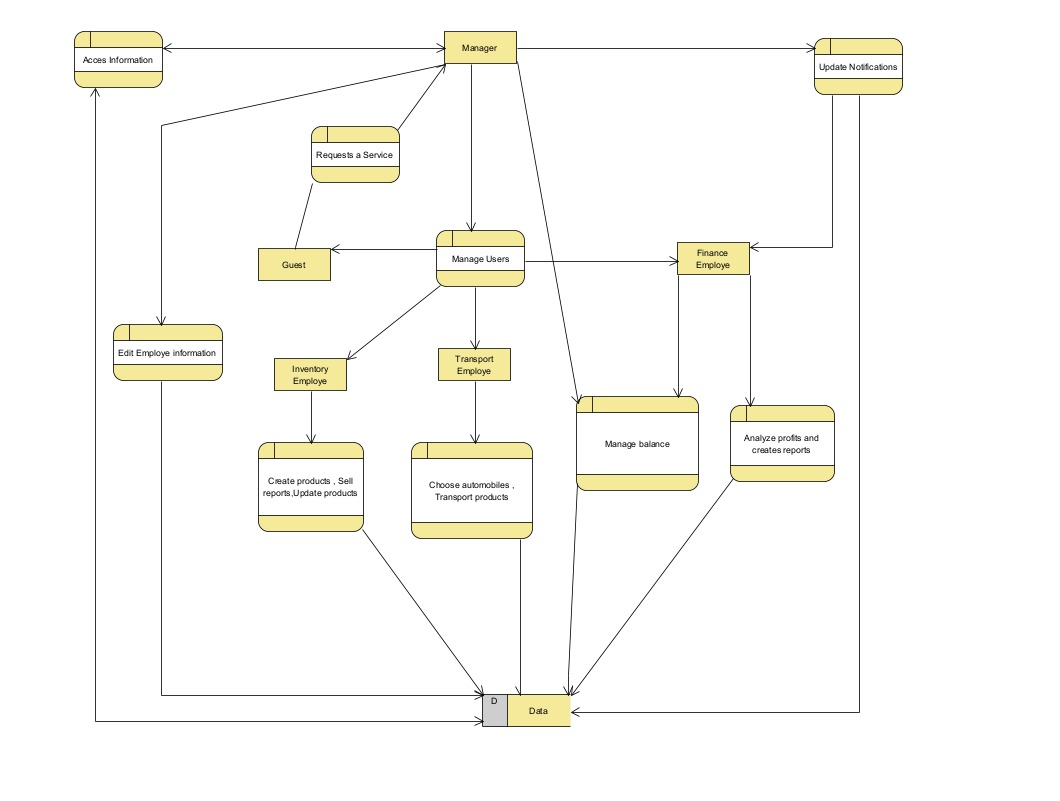 Manager
Acces Information
Update Notifications
Requests a Service
Guest
Manage Users
Finance
Employe
Edit Employe information
Inventory
Employe
Transport
Employe
Manage balance
Analyze profits and
creates reports
Create products , Sell
reports,Update products
Choose automobiles ,
Transport products
D
Data